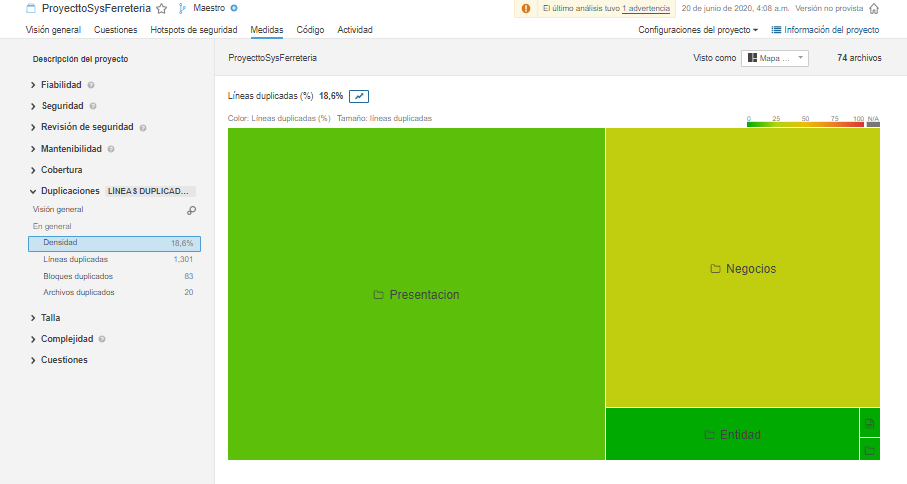 ProyecttoSysFerreteria Maestro El último análisis tuvo 1 advertencia 20 de junio de 2020, 4:08 a.m. Versión no provista
Visión general Cuestiones Hotspots de seguridad Medidas Código Actividad Configuraciones del proyecto Información del proyecto
Descripción del proyecto
Fiabilidad
Seguridad
Revisión de seguridad
Mantenibilidad
Cobertura
Duplicaciones LÍNEAS DUPLICAD...
Visión general
En general
Densidad 18,6%
Líneas duplicadas 1,301
Bloques duplicados 83
Archivos duplicados 20
Talla
Complejidad
Cuestiones
ProyecttoSysFerreteria Visto como Mapa ... 74 archivos
Líneas duplicadas (%) 18,6%
Color: Líneas duplicadas (%) Tamaño: líneas duplicadas 0 25 50 75 100 N/A
Presentacion
Negocios
Entidad